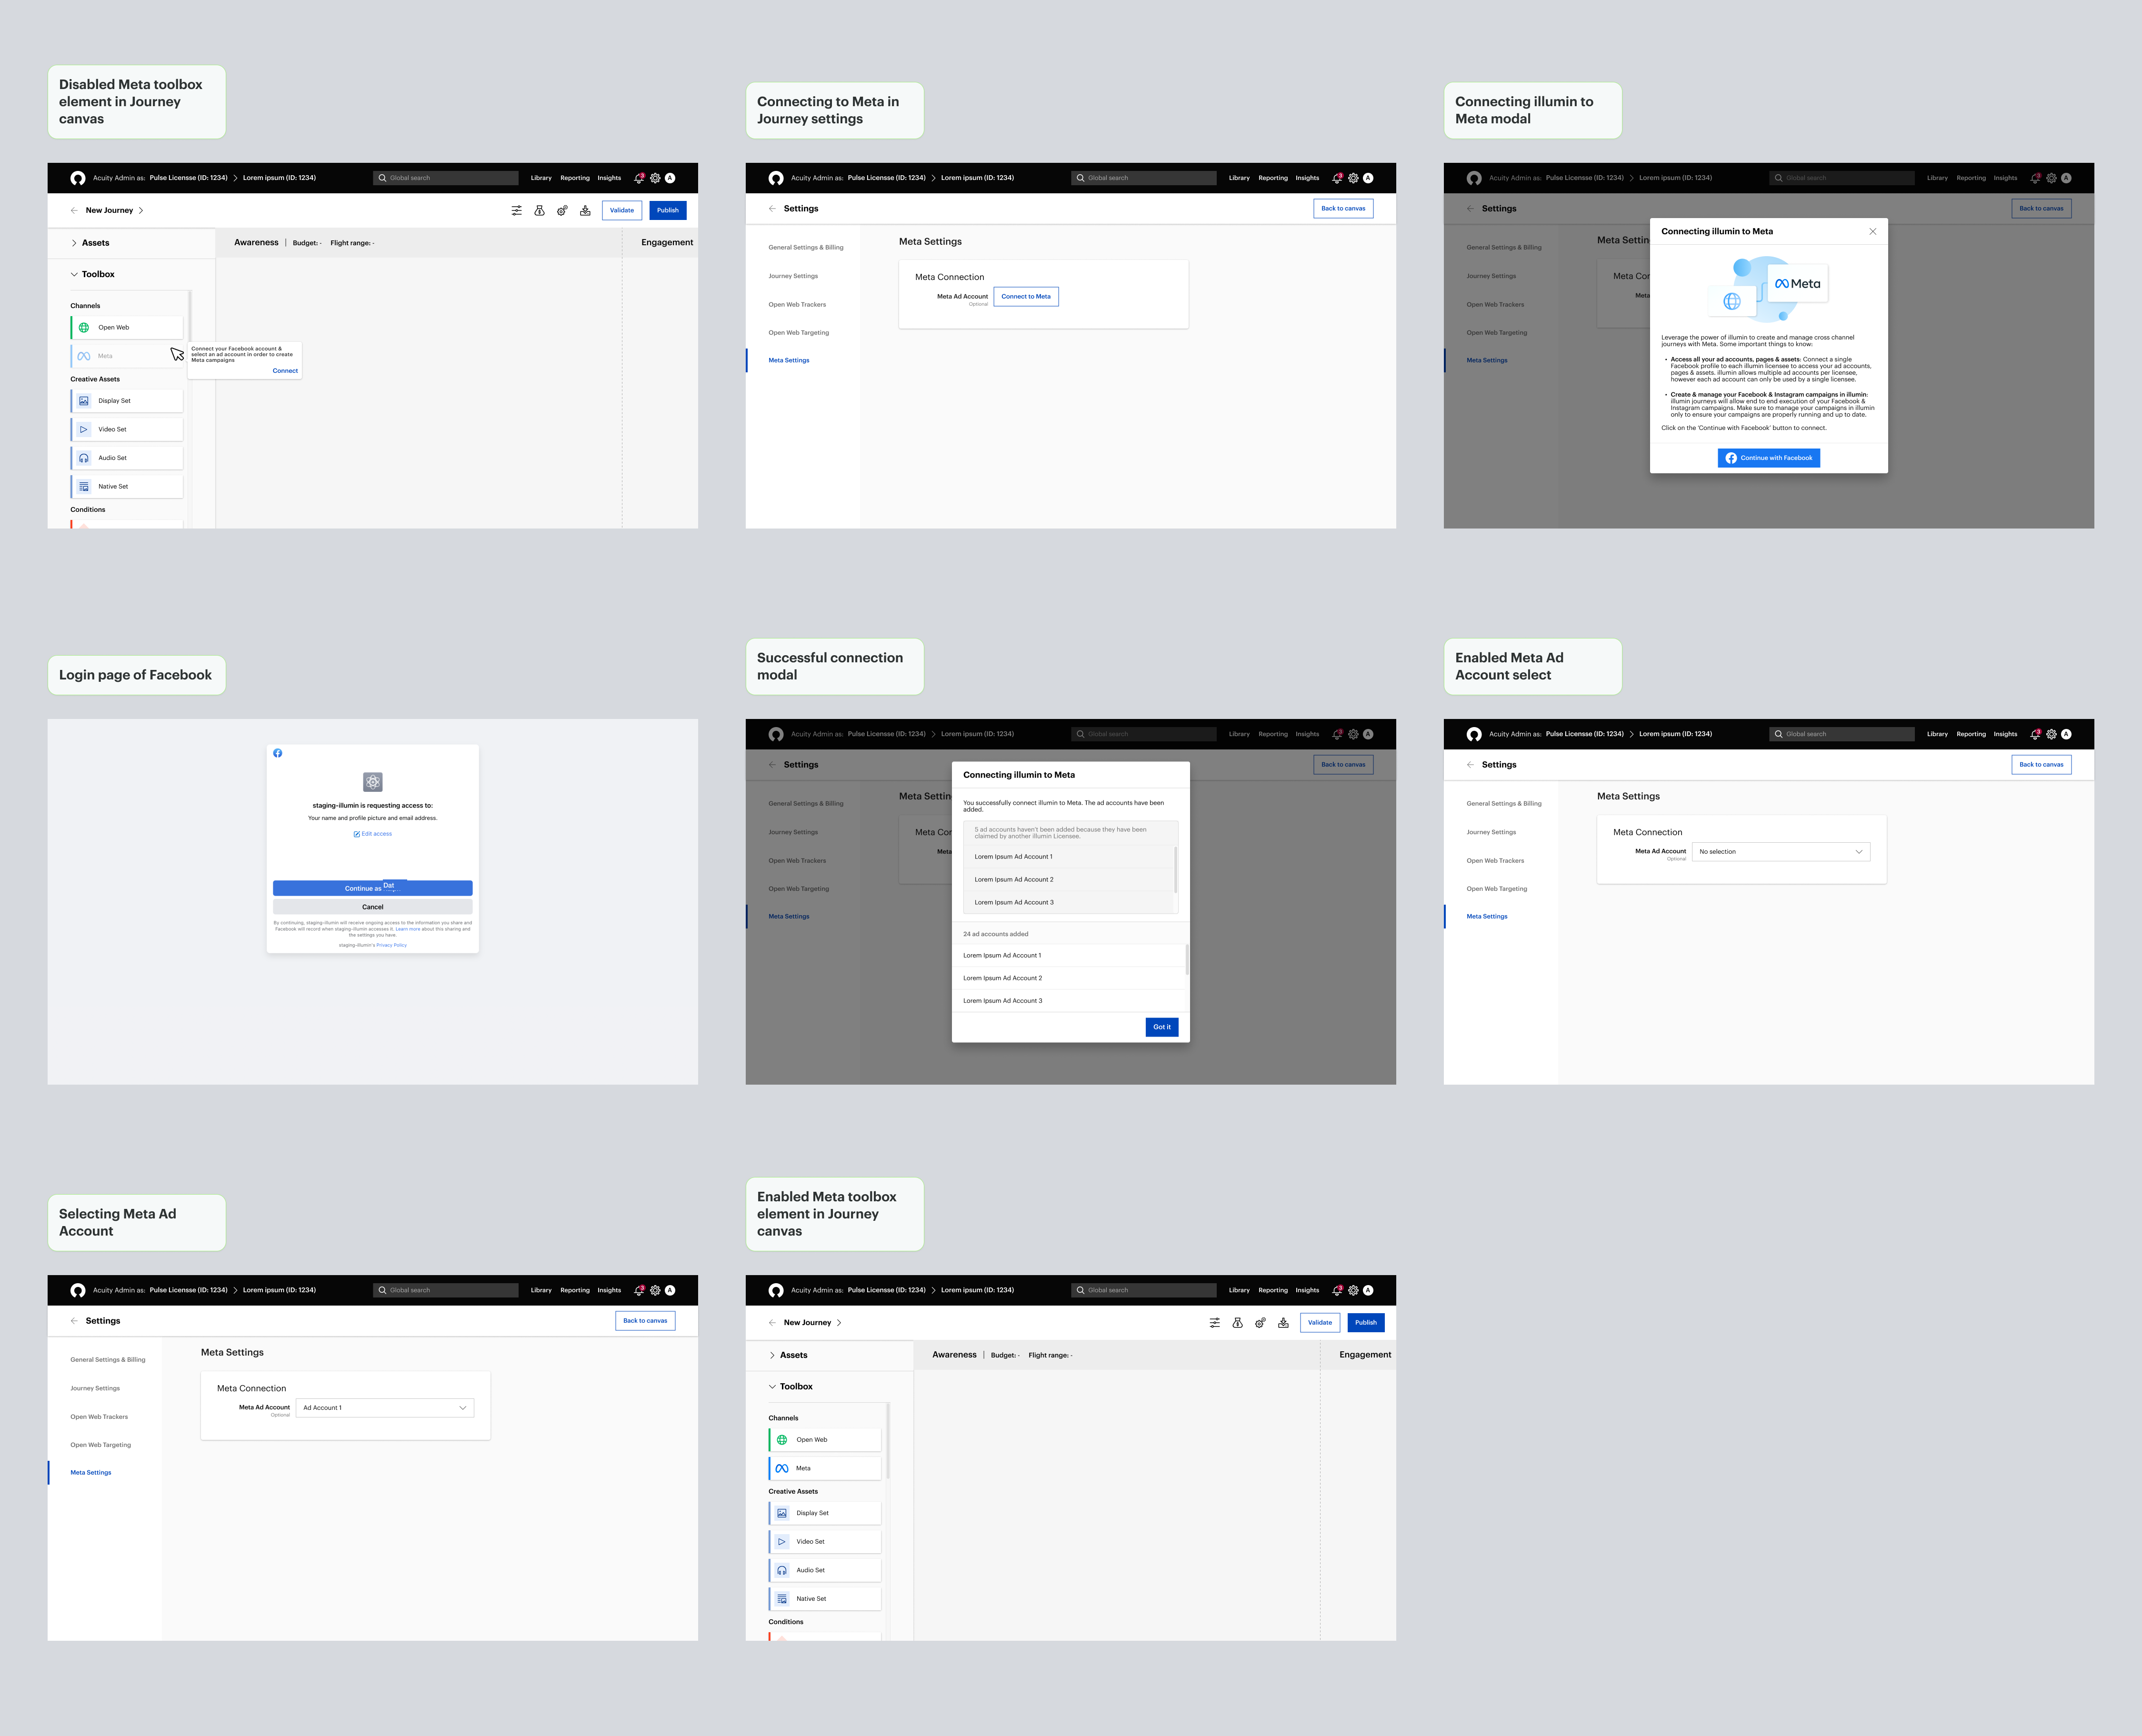 Disabled Meta toolbox
element in Journey
canvas
Acuity Admin as: Pulse Licensse (ID: 1234) Lorem ipsum (ID: 1234)
Global search
Library Reporting Insights
3
A
New Journey
Validate
Publish
Assets
Awareness | Budget: - Flight range: -
Engagement
Toolbox
Channels
Open Web
Meta
Connect your Facebook account &
select an ad account in order to create
Meta campaigns
Connect
Creative Assets
Display Set
Video Set
Audio Set
Native Set
Conditions
Connecting to Meta in
Journey settings
Acuity Admin as: Pulse Licensse (ID: 1234) Lorem ipsum (ID: 1234)
Global search
Library Reporting Insights
3
A
Settings
Back to canvas
General Settings & Billing
Journey Settings
Open Web Trackers
Open Web Targeting
Meta Settings
Meta Settings
Meta Connection
Meta Ad Account
Optional
Connect to Meta
Connecting illumin to
Meta modal
Acuity Admin as: Pulse Licensse (ID: 1234) Lorem ipsum (ID: 1234)
Global search
Library Reporting Insights
3
A
Settings
Back to canvas
General Settings & Billing
Journey Settings
Open Web Trackers
Open Web Targeting
Meta Settings
Meta Settin
Meta Cor
Meta
Connecting illumin to Meta
Meta
Leverage the power of illumin to create and manage cross channel
journeys with Meta. Some important things to know:
• Access all your ad accounts, pages & assets: Connect a single
Facebook profile to each illumin licensee to access your ad accounts,
pages & assets. illumin allows multiple ad accounts per licensee,
however each ad account can only be used by a single licensee.
• Create & manage your Facebook & Instagram campaigns in illumin:
illumin journeys will allow end to end execution of your Facebook &
Instagram campaigns. Make sure to manage your campaigns in illumin
only to ensure your campaigns are properly running and up to date.
Click on the 'Continue with Facebook' button to connect.
Continue with Facebook
Login page of Facebook
staging-illumin is requesting access to:
Your name and profile picture and email address.
Edit access
Continue as Dat
Cancel
By continuing, staging-illumin will receive ongoing access to the information you share and
Facebook will record when staging-illumin accesses it. Learn more about this sharing and
the settings you have.
staging-illumin's Privacy Policy
Successful connection
modal
Acuity Admin as: Pulse Licensse (ID: 1234) Lorem ipsum (ID: 1234)
Global search
Library Reporting Insights
3
A
Settings
Back to canvas
General Settings & Billing
Journey Settings
Open Web Trackers
Open Web Targeting
Meta Settings
Meta Settin
Meta Cor
Meta
Connecting illumin to Meta
You successfully connect illumin to Meta. The ad accounts have been
added.
5 ad accounts haven't been added because they have been
claimed by another illumin Licensee.
Lorem Ipsum Ad Account 1
Lorem Ipsum Ad Account 2
Lorem Ipsum Ad Account 3
24 ad accounts added
Lorem Ipsum Ad Account 1
Lorem Ipsum Ad Account 2
Lorem Ipsum Ad Account 3
Got it
Enabled Meta Ad
Account select
Acuity Admin as: Pulse Licensse (ID: 1234) Lorem ipsum (ID: 1234)
Global search
Library Reporting Insights
3
A
Settings
Back to canvas
General Settings & Billing
Journey Settings
Open Web Trackers
Open Web Targeting
Meta Settings
Meta Settings
Meta Connection
Meta Ad Account
Optional
No selection
Selecting Meta Ad
Account
Acuity Admin as: Pulse Licensse (ID: 1234) Lorem ipsum (ID: 1234)
Global search
Library Reporting Insights
3
A
Settings
Back to canvas
General Settings & Billing
Journey Settings
Open Web Trackers
Open Web Targeting
Meta Settings
Meta Settings
Meta Connection
Meta Ad Account
Optional
Ad Account 1
Enabled Meta toolbox
element in Journey
canvas
Acuity Admin as: Pulse Licensse (ID: 1234) Lorem ipsum (ID: 1234)
Global search
Library Reporting Insights
3
A
New Journey
Validate
Publish
Assets
Awareness | Budget: - Flight range: -
Engagement
Toolbox
Channels
Open Web
Meta
Creative Assets
Display Set
Video Set
Audio Set
Native Set
Conditions